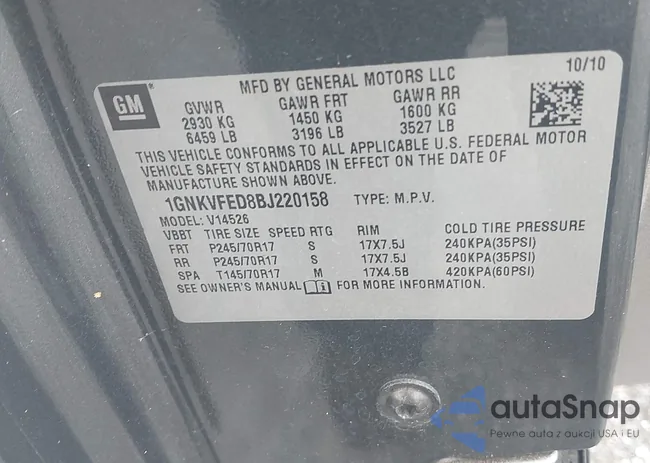 MFD BY GENERAL MOTORS LLC 10/10
GM
GVWR GAWR FRT GAWR RR
2930 KG 1450 KG 1600 KG
6459 LB 3196 LB 3527 LB
THIS VEHICLE CONFORMS TO ALL APPLICABLE U.S. FEDERAL MOTOR
VEHICLE SAFETY STANDARDS IN EFFECT ON THE DATE OF
MANUFACTURE SHOWN ABOVE.
1GNKVFED8BJ220158 TYPE: M.P.V.
MODEL: V14526
VBBT TIRE SIZE SPEED RTG RIM COLD TIRE PRESSURE
FRT P245/70R17 S 17X7.5J 240KPA(35PSI)
RR P245/70R17 S 17X7.5J 240KPA(35PSI)
SPA T145/70R17 M 17X4.5B 420KPA(60PSI)
SEE OWNER'S MANUAL FOR MORE INFORMATION.
autaSnap
Pewne auta z aukcji USA i EU